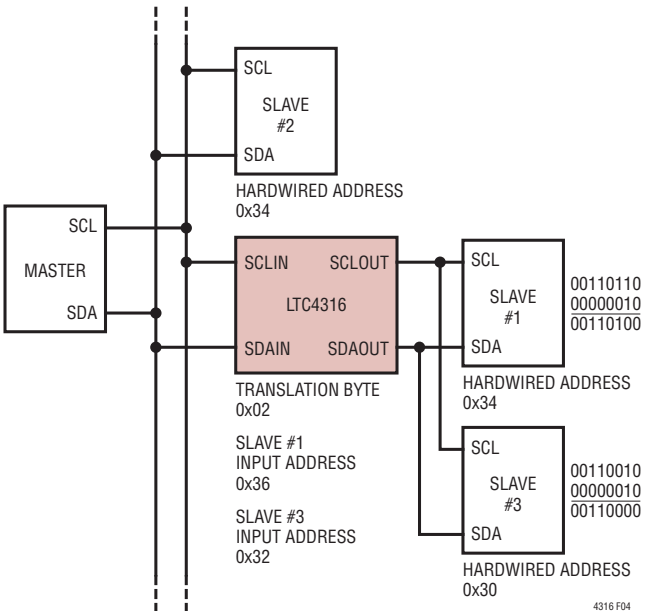 SCL
SLAVE
#2
SDA
HARDWIRED ADDRESS
0x34
SCL
MASTER
SDA
SCLIN SCLOUT
LTC4316
SDAIN SDAOUT
TRANSLATION BYTE
0x02
SLAVE #1
INPUT ADDRESS
0x36
SLAVE #3
INPUT ADDRESS
0x32
SCL
SLAVE
#1
SDA
00110110
00000010
00110100
HARDWIRED ADDRESS
0x34
SCL
SLAVE
#3
SDA
00110010
00000010
00110000
HARDWIRED ADDRESS
0x30
4316 F04